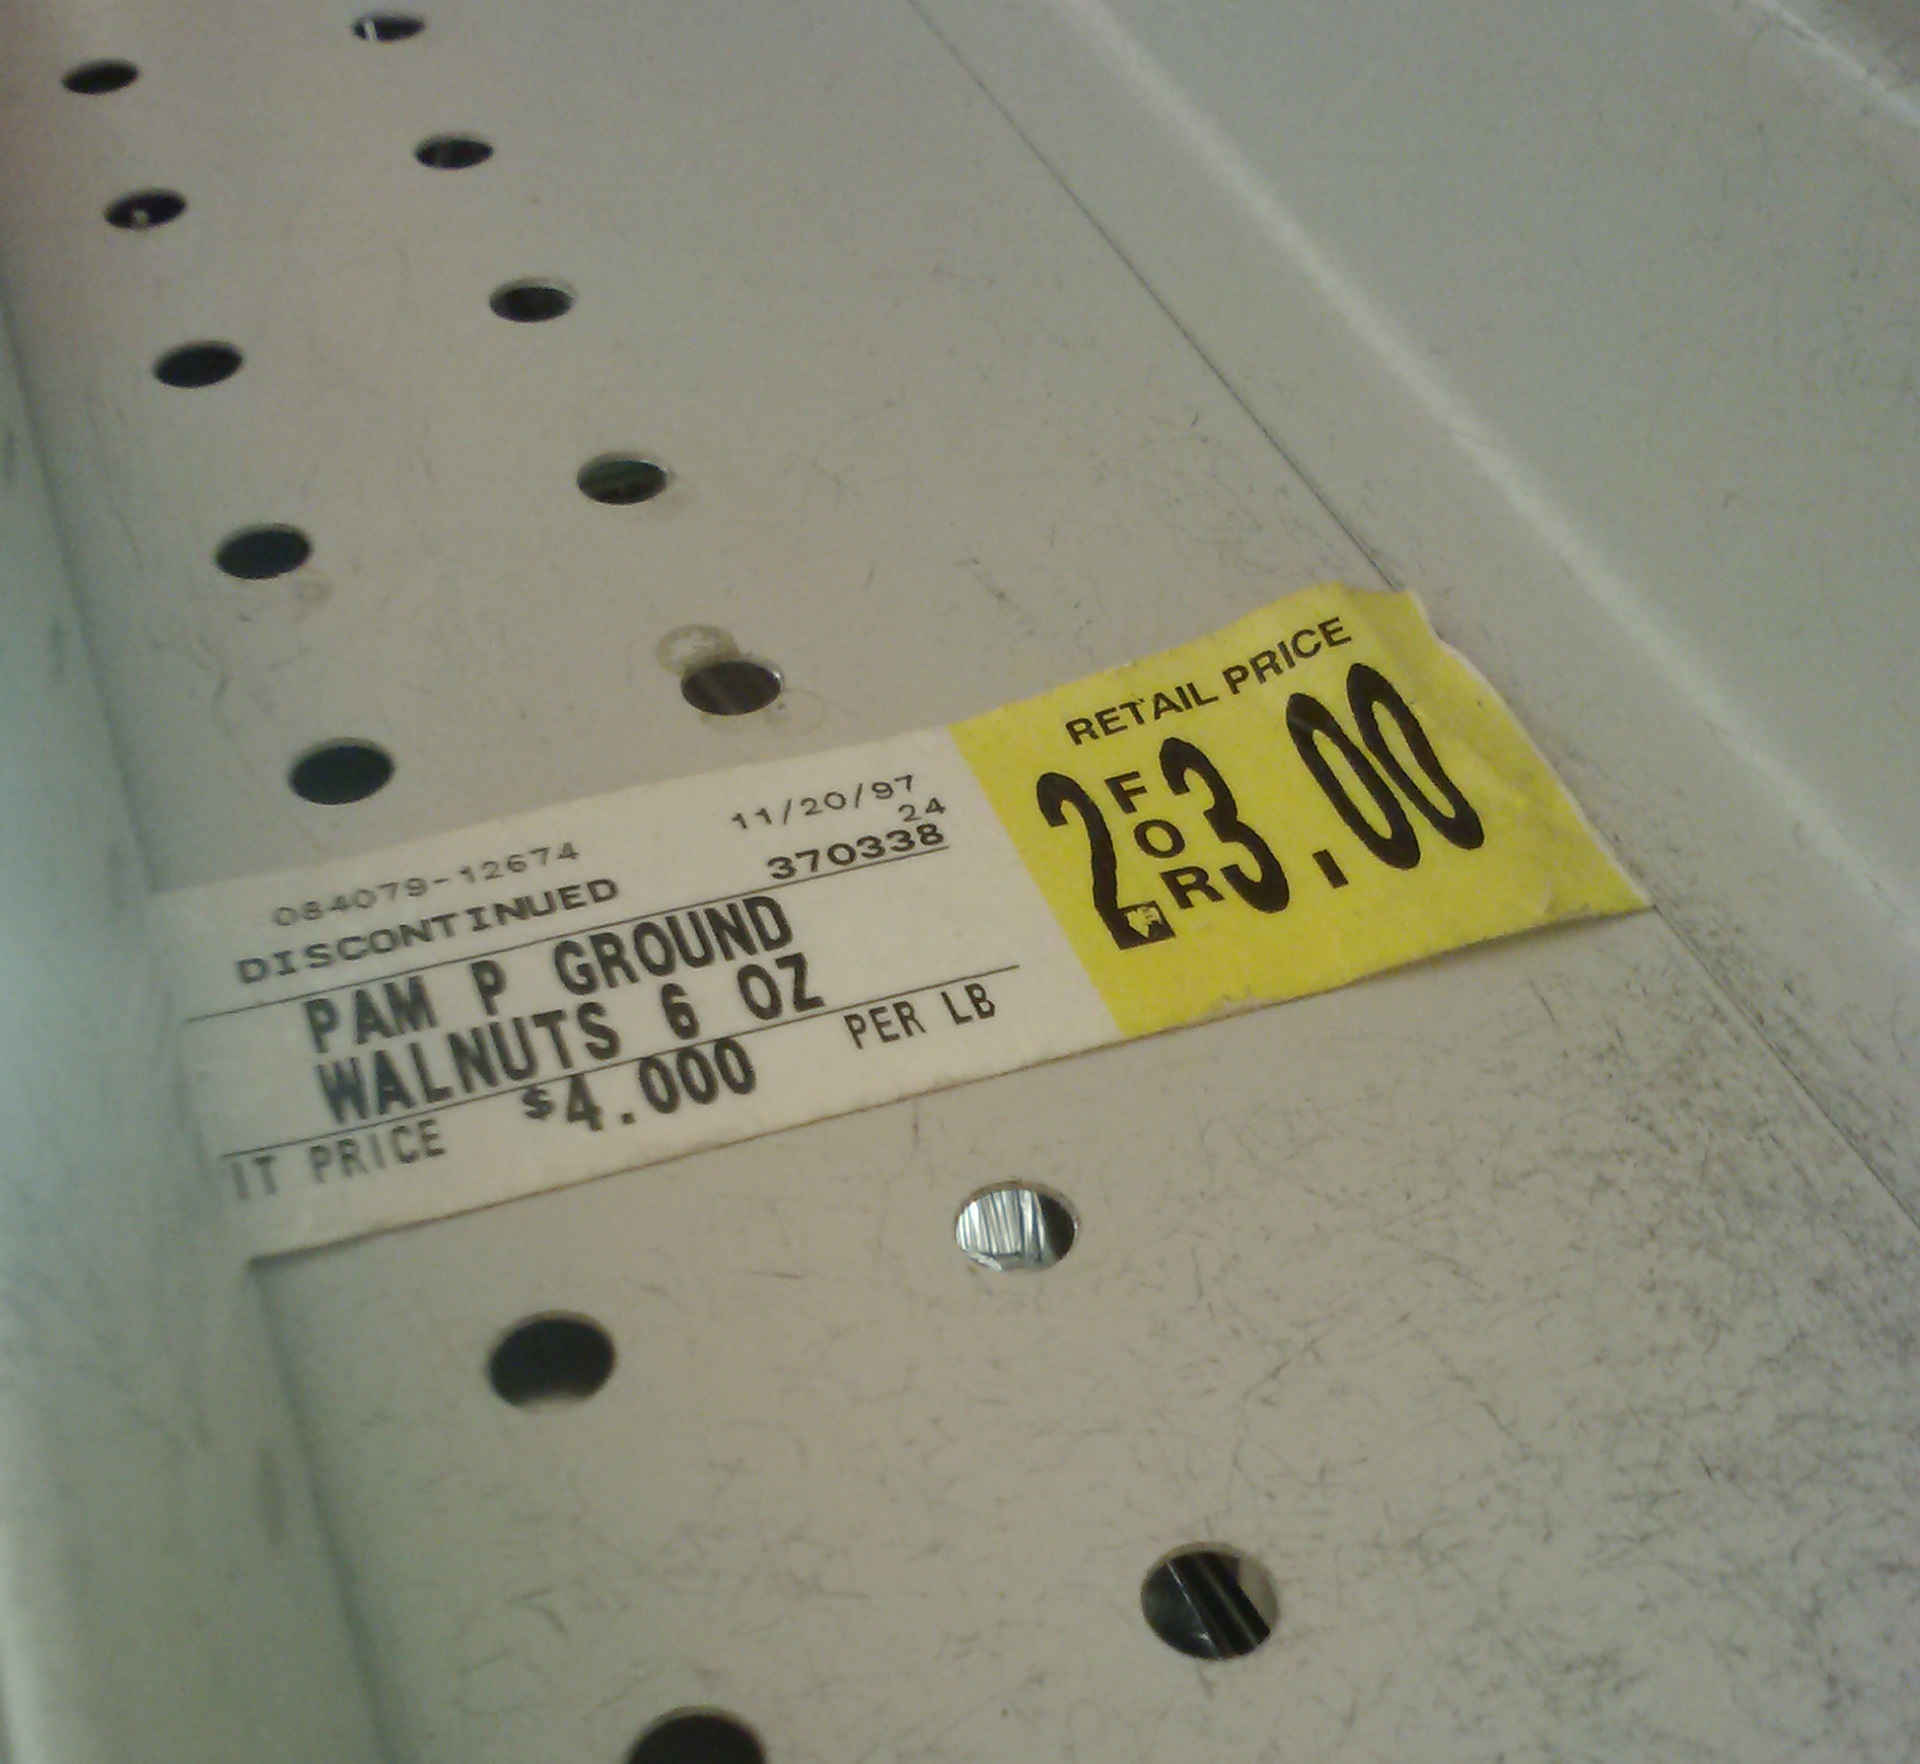 084079-12674 11/20/97
24
DISCONTINUED 370338
PAM P GROUND
WALNUTS 6 OZ
IT PRICE $4.000 PER LB
RETAIL PRICE
2 FOR 3.00